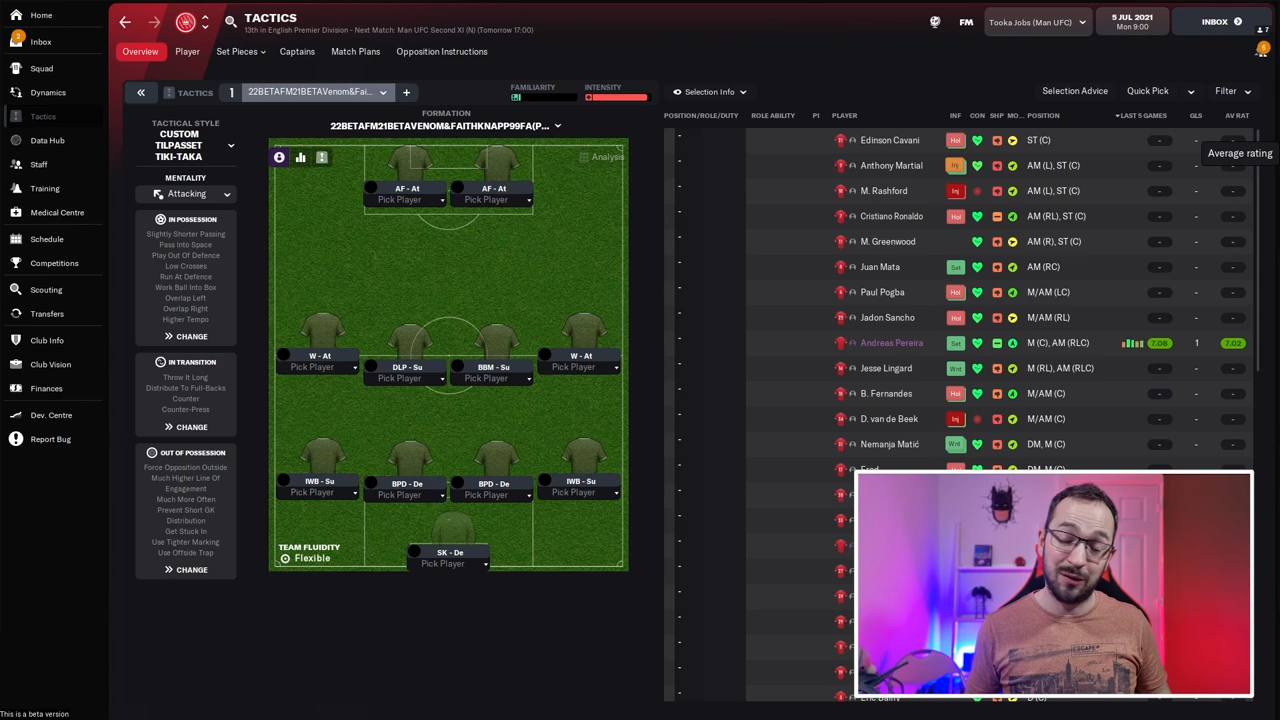 Home
2
Inbox
Squad
Dynamics
Tactics
Data Hub
Staff
Training
Medical Centre
Schedule
Competitions
Scouting
Transfers
Club Info
Club Vision
Finances
Dev. Centre
Report Bug
This is a beta version
TACTICS
13th in English Premier Division - Next Match: Man UFC Second XI (N) (Tomorrow 17:00)
FM
Tooka Jobs (Man UFC)
5 JUL 2021
Mon 9:00
INBOX
7
5
Overview
Player
Set Pieces
Captains
Match Plans
Opposition Instructions
TACTICS
1
22BETAFM21BETAVenom&Fai...
FAMILIARITY
INTENSITY
Selection Info
Selection Advice
Quick Pick
Filter
TACTICAL STYLE
CUSTOM
TILPASSET
TIKI-TAKA
MENTALITY
Attacking
IN POSSESSION
Slightly Shorter Passing
Pass Into Space
Play Out Of Defence
Low Crosses
Run At Defence
Work Ball Into Box
Overlap Left
Overlap Right
Higher Tempo
CHANGE
IN TRANSITION
Throw It Long
Distribute To Full-Backs
Counter
Counter-Press
CHANGE
OUT OF POSSESSION
Force Opposition Outside
Much Higher Line Of
Engagement
Much More Often
Prevent Short GK
Distribution
Get Stuck In
Use Tighter Marking
Use Offside Trap
CHANGE
FORMATION
22BETAFM21BETAVENOM&FAITHKNAPP99FA(P...
Analysis
AF - At
Pick Player
AF - At
Pick Player
W - At
Pick Player
DLP - Su
Pick Player
BBM - Su
Pick Player
W - At
Pick Player
IWB - Su
Pick Player
BPD - De
Pick Player
BPD - De
Pick Player
IWB - Su
Pick Player
SK - De
Pick Player
TEAM FLUIDITY
Flexible
POSITION/ROLE/DUTY ROLE ABILITY PI PLAYER INF CON SHP MO... POSITION LAST 5 GAMES GLS AV RAT
- Edinson Cavani Hol ST (C) - -
Average rating
- Anthony Martial Inj AM (L), ST (C) - - -
- M. Rashford Inj AM (L), ST (C) - - -
- Cristiano Ronaldo Hol AM (RL), ST (C) - - -
- M. Greenwood AM (R), ST (C) - - -
- Juan Mata Set AM (RC) - - -
- Paul Pogba Hol M/AM (LC) - - -
- Jadon Sancho Hol M/AM (RL) - - -
- Andreas Pereira Set M (C), AM (RLC) 7.08 1 7.02
- Jesse Lingard Wnt M (RL), AM (RLC) - - -
- B. Fernandes Hol M/AM (C) - - -
- D. van de Beek Inj M/AM (C) - - -
- Nemanja Matić Wnt DM, M (C) - - -
- Fred Hol DM, M (C)
ESCAPE